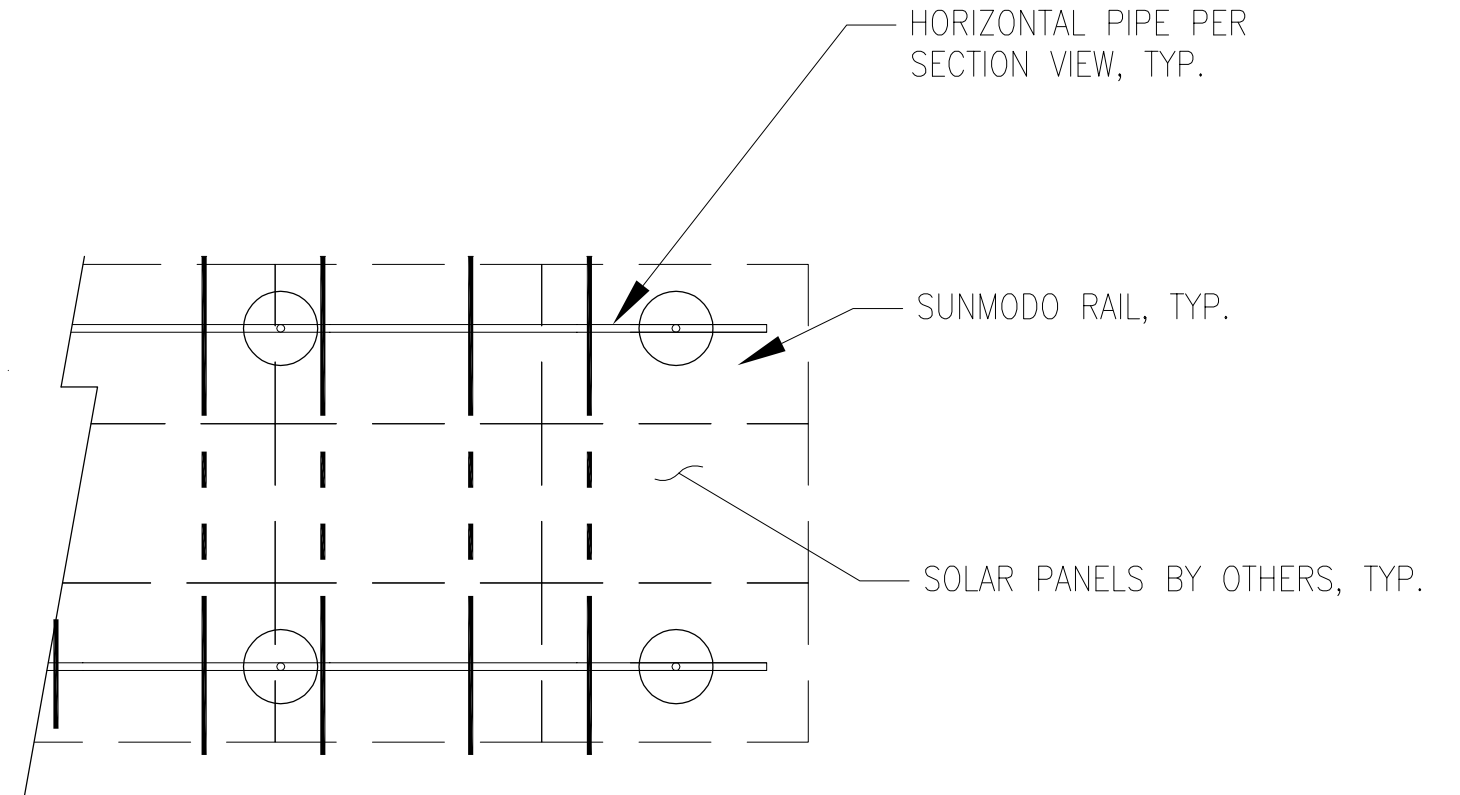 HORIZONTAL PIPE PER
SECTION VIEW, TYP.
SUNMODO RAIL, TYP.
SOLAR PANELS BY OTHERS, TYP.